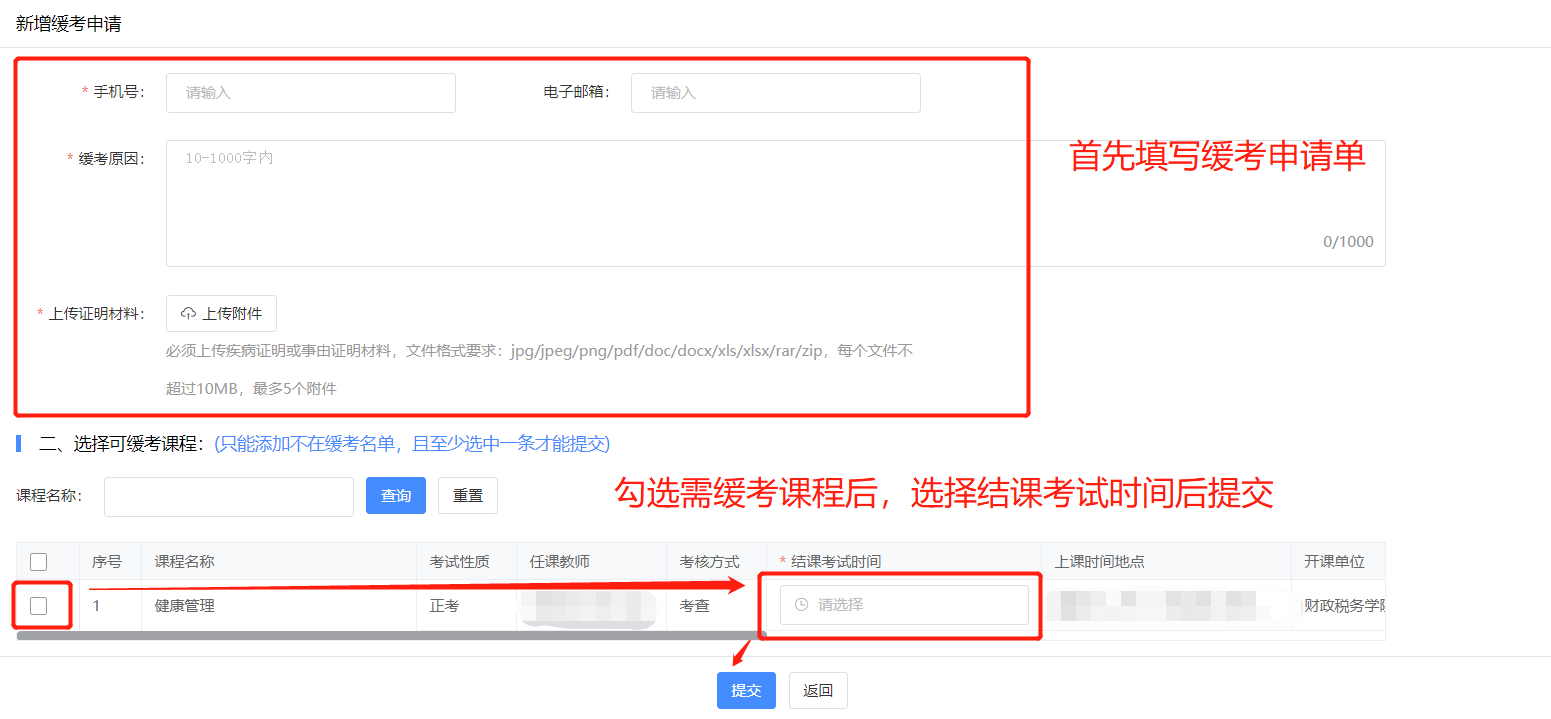 新增缓考申请
* 手机号： 请输入 电子邮箱： 请输入
* 缓考原因： 10-1000字内
首先填写缓考申请单
0/1000
* 上传证明材料： 上传附件
必须上传疾病证明或事由证明材料，文件格式要求：jpg/jpeg/png/pdf/doc/docx/xls/xlsx/rar/zip，每个文件不
超过10MB，最多5个附件
二、选择可缓考课程：(只能添加不在缓考名单，且至少选中一条才能提交)
课程名称： 查询 重置
勾选需缓考课程后，选择结课考试时间后提交
序号 课程名称 考试性质 任课教师 考核方式 * 结课考试时间 上课时间地点 开课单位
1 健康管理 正考 考查 请选择 财政税务学院
提交 返回